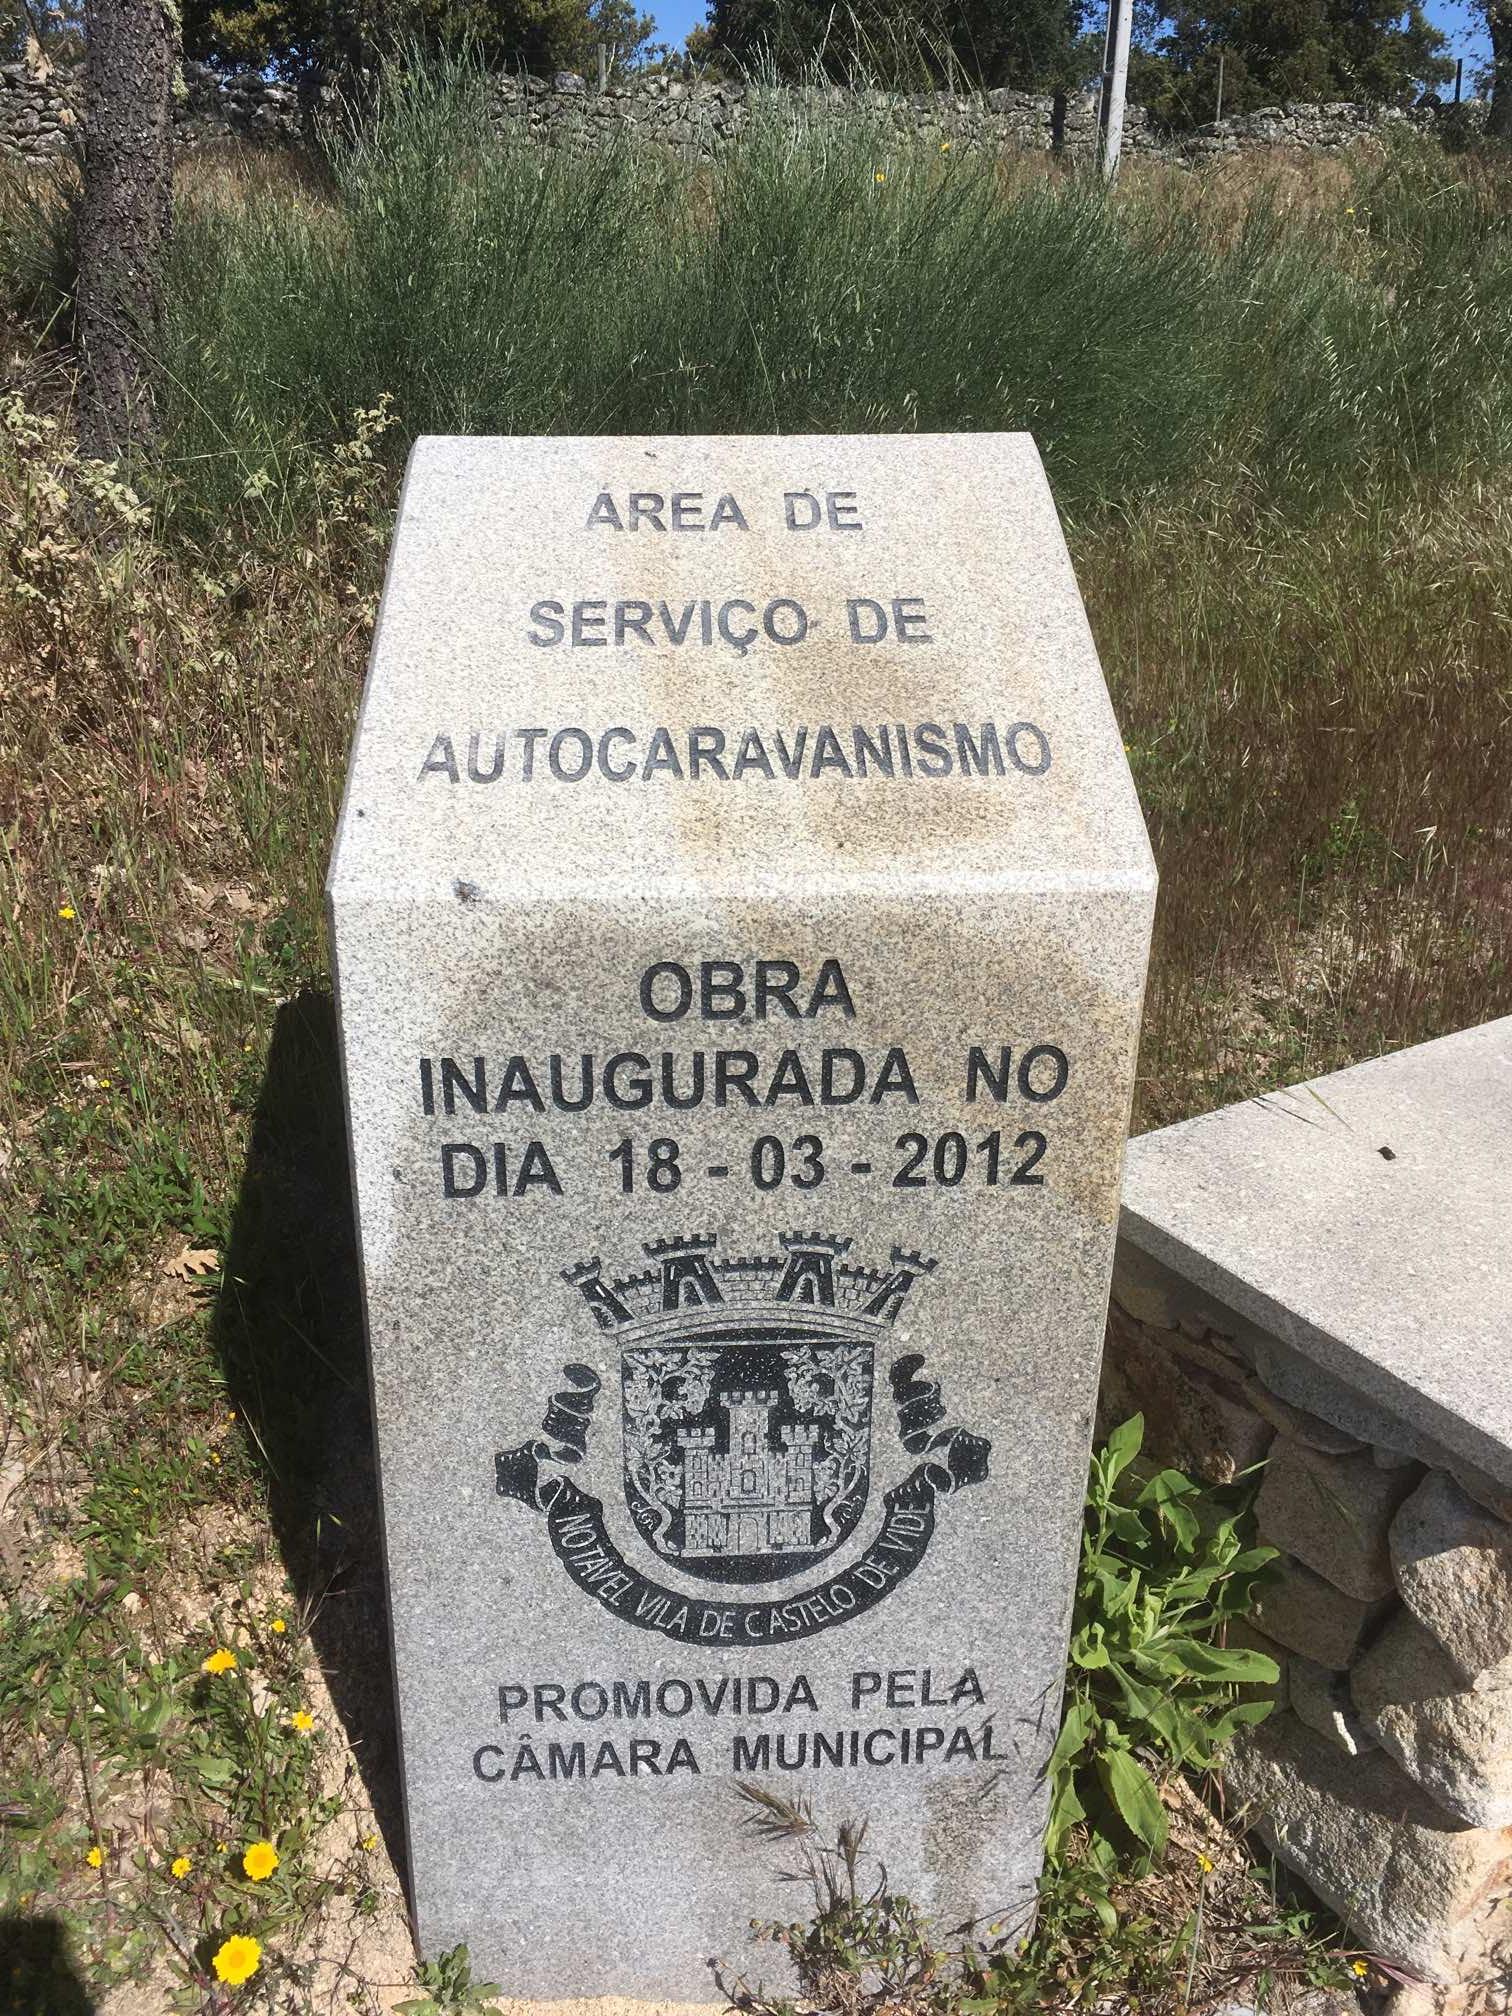 ÁREA DE
SERVIÇO DE
AUTOCARAVANISMO
OBRA
INAUGURADA NO
DIA 18-03-2012
NOTÁVEL VILA DE CASTELO DE VIDE
PROMOVIDA PELA
CÂMARA MUNICIPAL